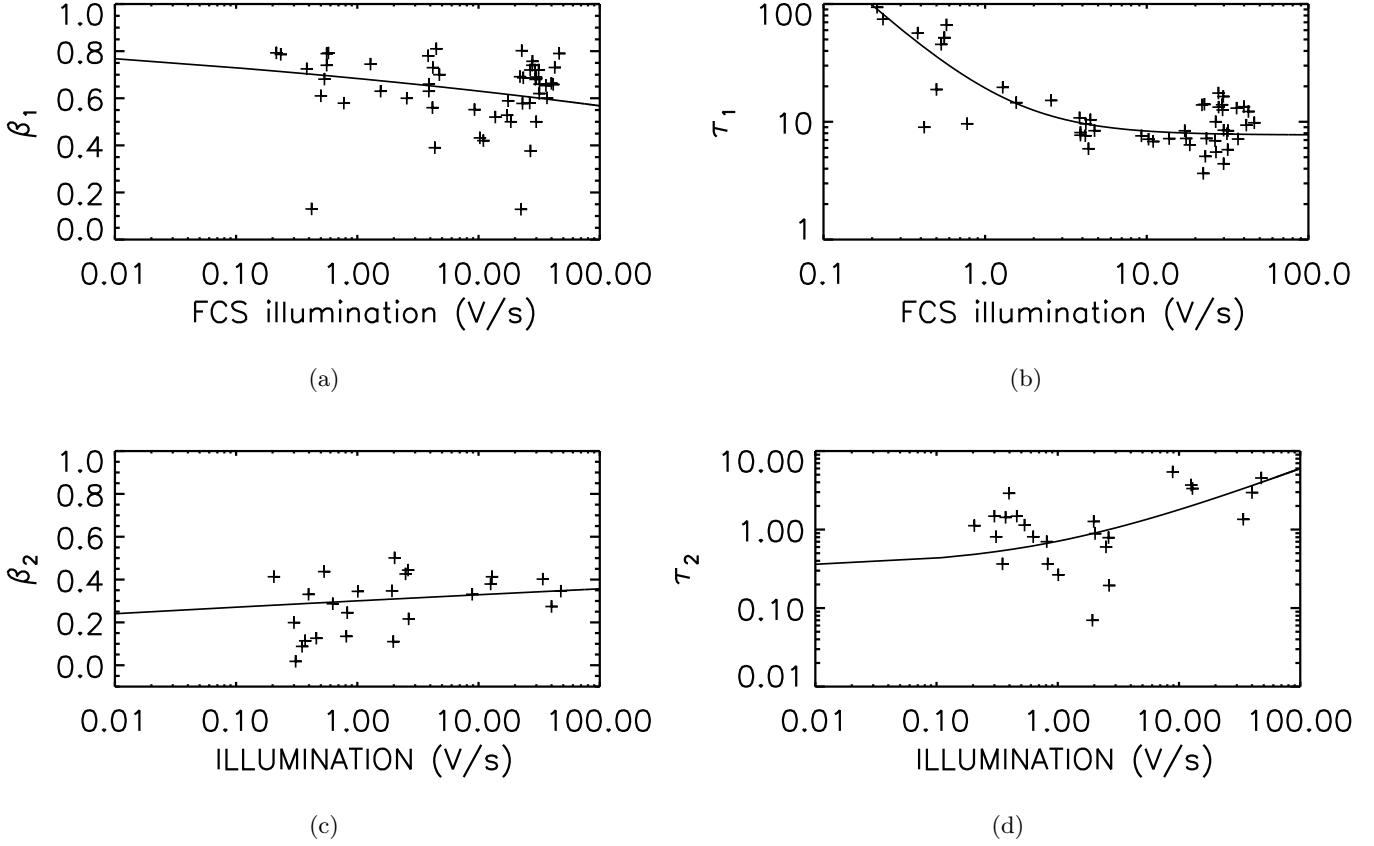 1.0
0.8
0.6
0.4
0.2
0.0
β1
0.01 0.10 1.00 10.00 100.00
FCS illumination (V/s)
(a)
100
10
1
τ1
0.1 1.0 10.0 100.0
FCS illumination (V/s)
(b)
1.0
0.8
0.6
0.4
0.2
0.0
β2
0.01 0.10 1.00 10.00 100.00
ILLUMINATION (V/s)
(c)
10.00
1.00
0.10
0.01
τ2
0.01 0.10 1.00 10.00 100.00
ILLUMINATION (V/s)
(d)